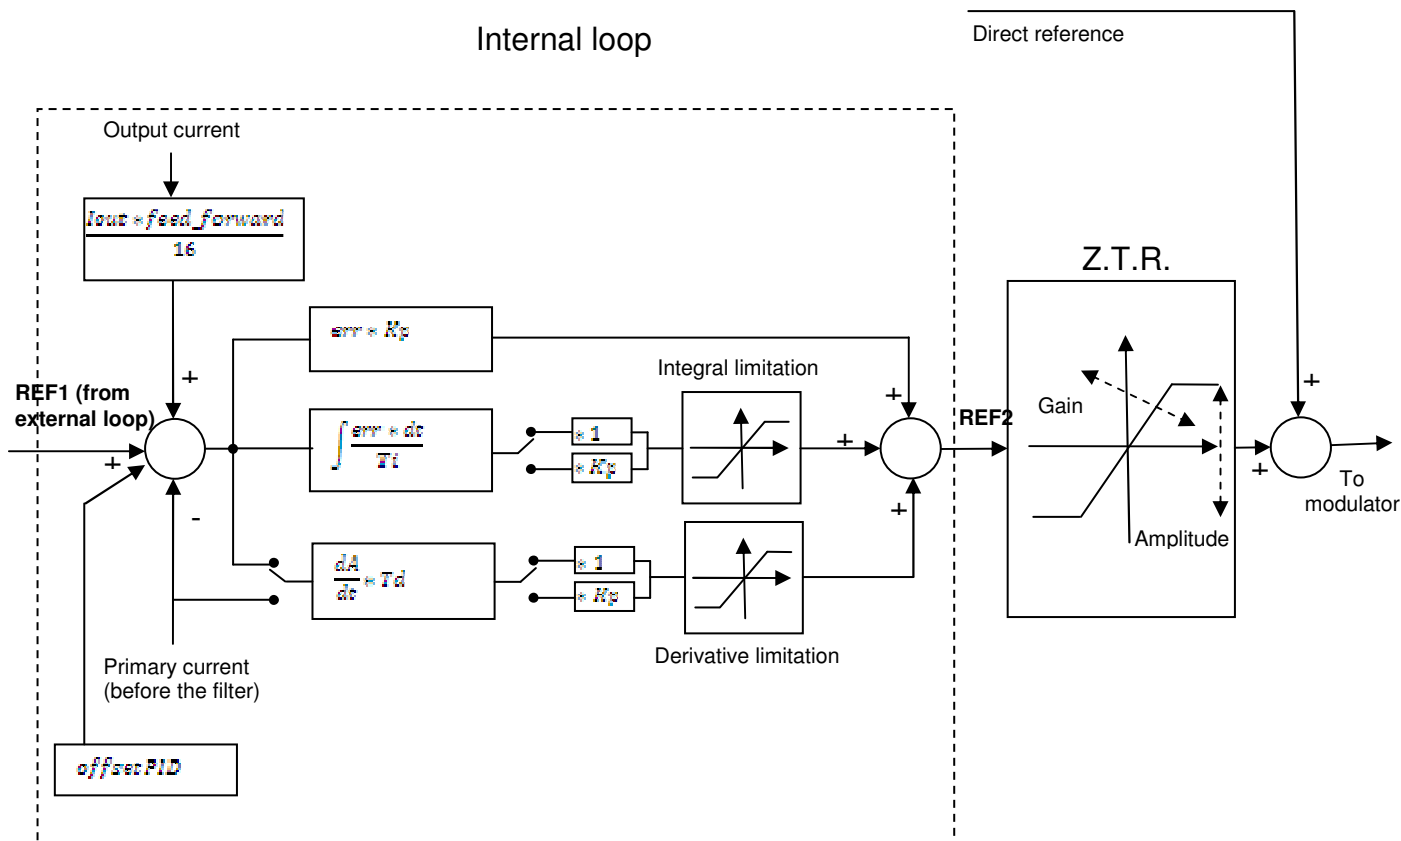 Internal loop
Direct reference
Output current
Iout * feed_forward
16
Z.T.R.
err * Kp
+
Integral limitation
REF1 (from
external loop)
+
Gain
REF2
∫ err * dt
Ti
* 1
* Kp
+
+
+
+
-
+
To
modulator
Amplitude
dA
dt
* Td
* 1
* Kp
Derivative limitation
Primary current
(before the filter)
offsetPID